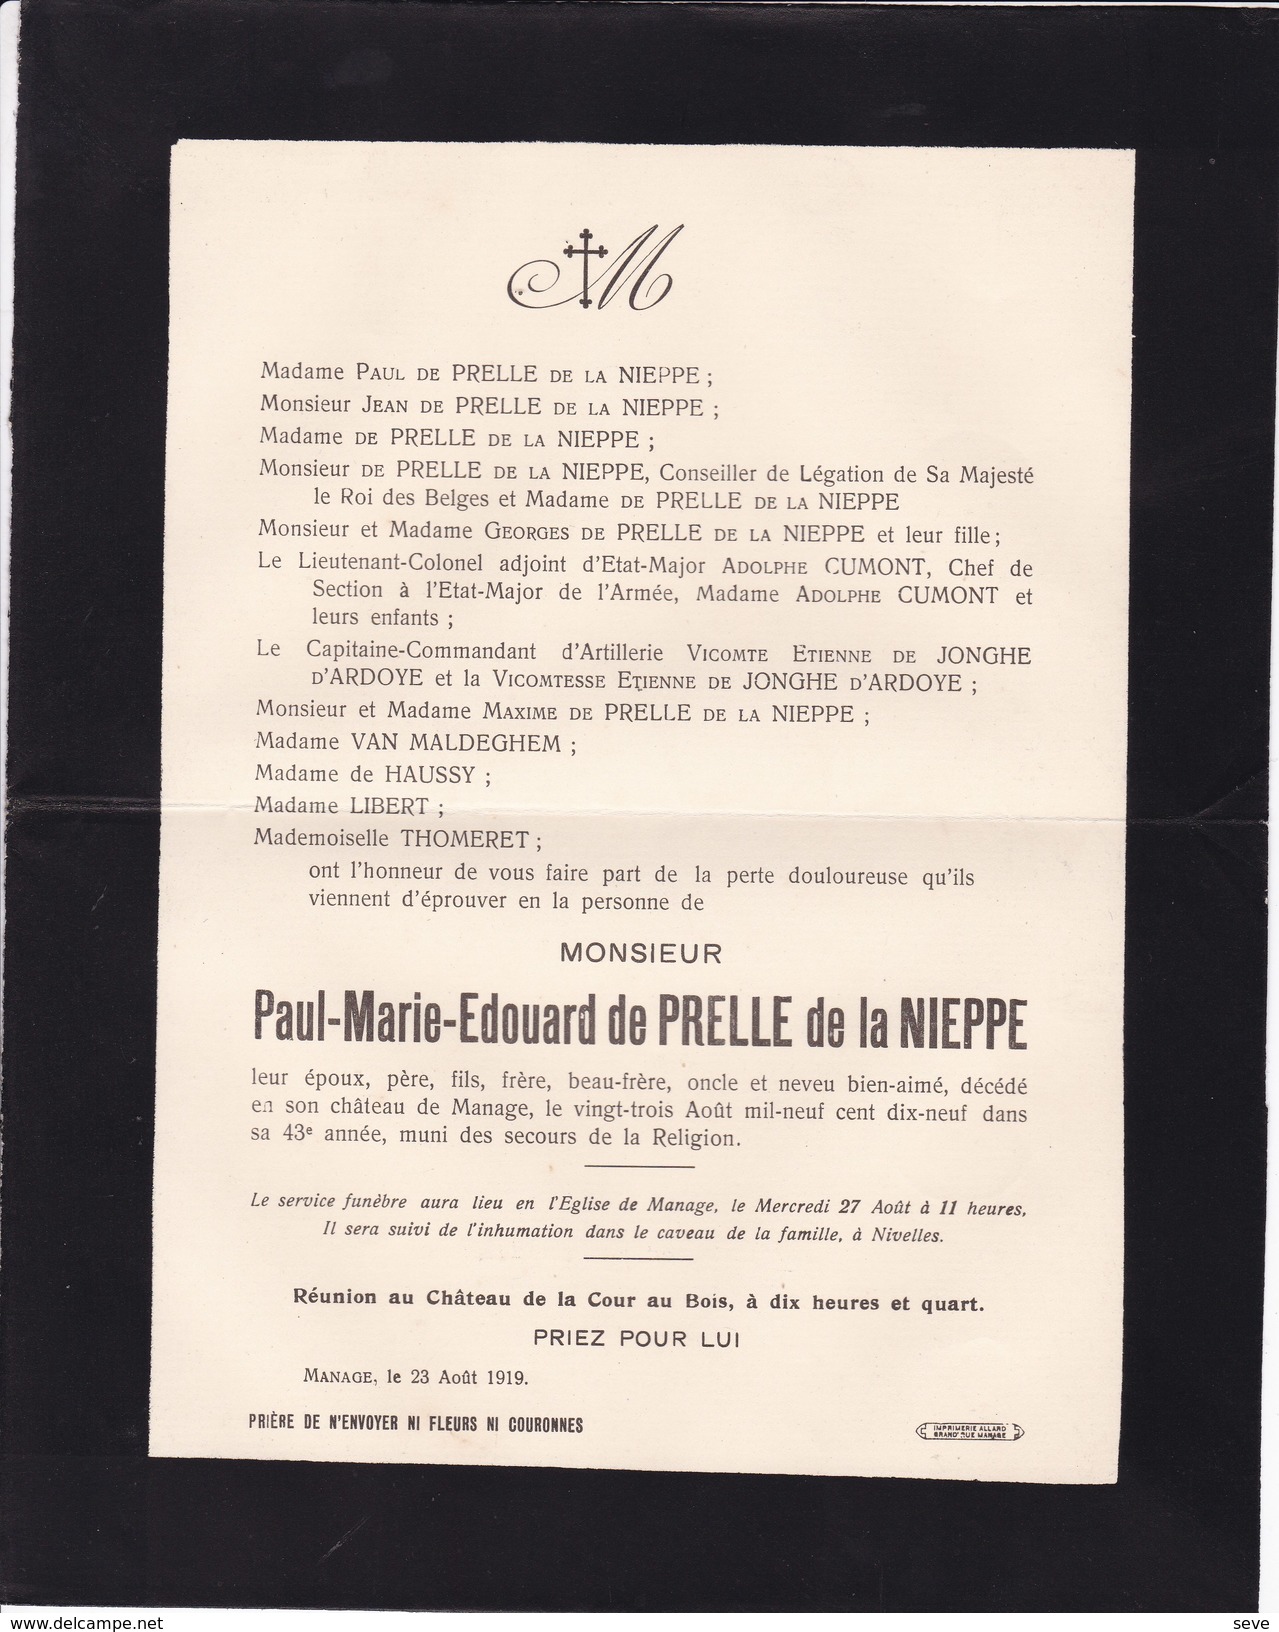 M
Madame PAUL DE PRELLE DE LA NIEPPE ;
Monsieur JEAN DE PRELLE DE LA NIEPPE ;
Madame DE PRELLE DE LA NIEPPE ;
Monsieur DE PRELLE DE LA NIEPPE, Conseiller de Légation de Sa Majesté
le Roi des Belges et Madame DE PRELLE DE LA NIEPPE
Monsieur et Madame GEORGES DE PRELLE DE LA NIEPPE et leur fille ;
Le Lieutenant-Colonel adjoint d'Etat-Major ADOLPHE CUMONT, Chef de
Section à l'Etat-Major de l'Armée, Madame ADOLPHE CUMONT et
leurs enfants ;
Le Capitaine-Commandant d'Artillerie VICOMTE ETIENNE DE JONGHE
D'ARDOYE et la VICOMTESSE ETIENNE DE JONGHE D'ARDOYE ;
Monsieur et Madame MAXIME DE PRELLE DE LA NIEPPE ;
Madame VAN MALDEGHEM ;
Madame de HAUSSY ;
Madame LIBERT ;
Mademoiselle THOMERET ;
ont l'honneur de vous faire part de la perte douloureuse qu'ils
viennent d'éprouver en la personne de
MONSIEUR
Paul-Marie-Edouard de PRELLE de la NIEPPE
leur époux, père, fils, frère, beau-frère, oncle et neveu bien-aimé, décédé
en son château de Manage, le vingt-trois Août mil-neuf cent dix-neuf dans
sa 43e année, muni des secours de la Religion.
Le service funèbre aura lieu en l'Eglise de Manage, le Mercredi 27 Août à 11 heures,
Il sera suivi de l'inhumation dans le caveau de la famille, à Nivelles.
Réunion au Château de la Cour au Bois, à dix heures et quart.
PRIEZ POUR LUI
MANAGE, le 23 Août 1919.
PRIÈRE DE N'ENVOYER NI FLEURS NI COURONNES
IMPRIMERIE ALLARD
GRAND'RUE MANAGE
www.delcampe.net
seve